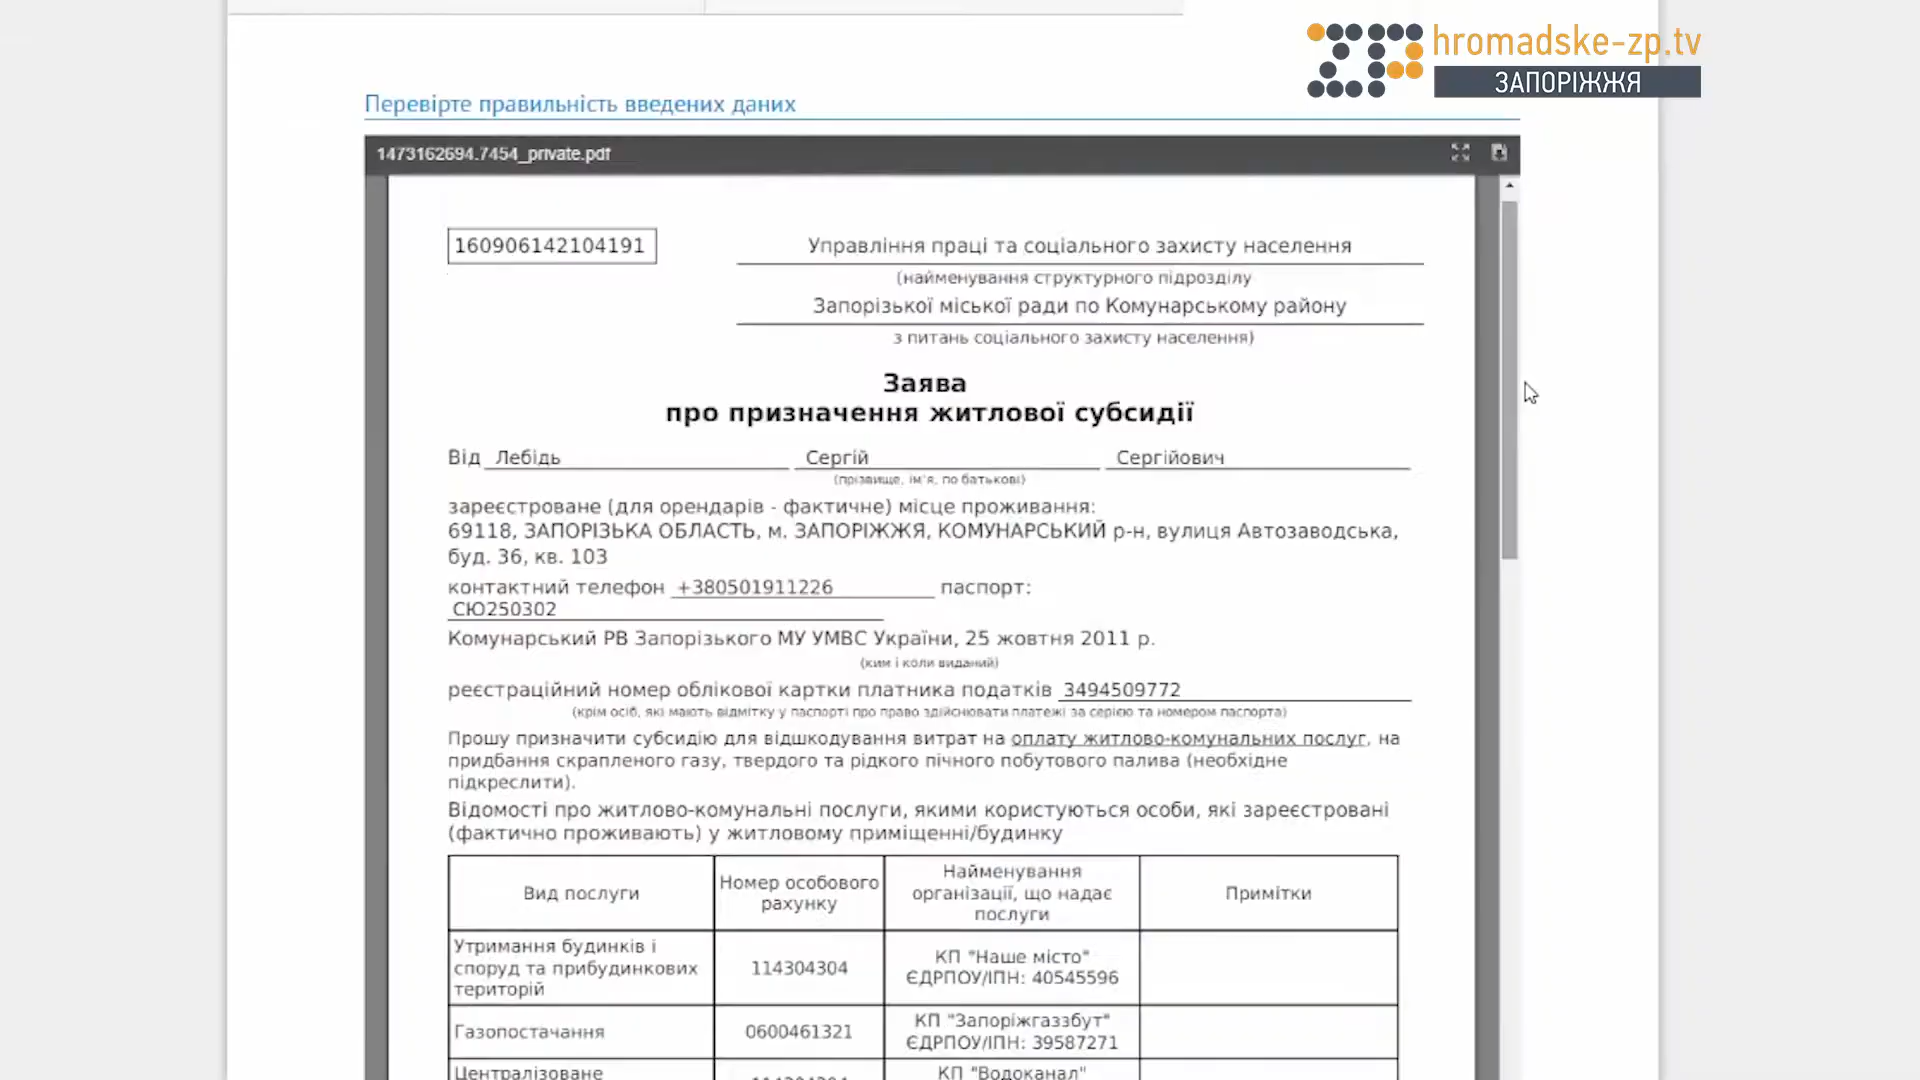 hromadske-zp.tv
ЗАПОРІЖЖЯ
Перевірте правильність введених даних
1473162694.7454_private.pdf
160906142104191
Управління праці та соціального захисту населення
(найменування структурного підрозділу
Запорізької міської ради по Комунарському району
з питань соціального захисту населення)
Заява
про призначення житлової субсидії
Від Лебідь Сергій Сергійович
(прізвище, ім'я, по батькові)
зареєстроване (для орендарів - фактичне) місце проживання:
69118, ЗАПОРІЗЬКА ОБЛАСТЬ, м. ЗАПОРІЖЖЯ, КОМУНАРСЬКИЙ р-н, вулиця Автозаводська,
буд. 36, кв. 103
контактний телефон +380501911226 паспорт:
СЮ250302
Комунарський РВ Запорізького МУ УМВС України, 25 жовтня 2011 р.
(ким і коли виданий)
реєстраційний номер облікової картки платника податків 3494509772
(крім осіб, які мають відмітку у паспорті про право здійснювати платежі за серією та номером паспорта)
Прошу призначити субсидію для відшкодування витрат на оплату житлово-комунальних послуг, на
придбання скрапленого газу, твердого та рідкого пічного побутового палива (необхідне
підкреслити).
Відомості про житлово-комунальні послуги, якими користуються особи, які зареєстровані
(фактично проживають) у житловому приміщенні/будинку
Вид послуги
Номер особового
рахунку
Найменування
організації, що надає
послуги
Примітки
Утримання будинків і
споруд та прибудинкових
територій
114304304
КП "Наше місто"
ЄДРПОУ/ІПН: 40545596
Газопостачання
0600461321
КП "Запоріжгаззбут"
ЄДРПОУ/ІПН: 39587271
Централізоване
КП "Водоканал"